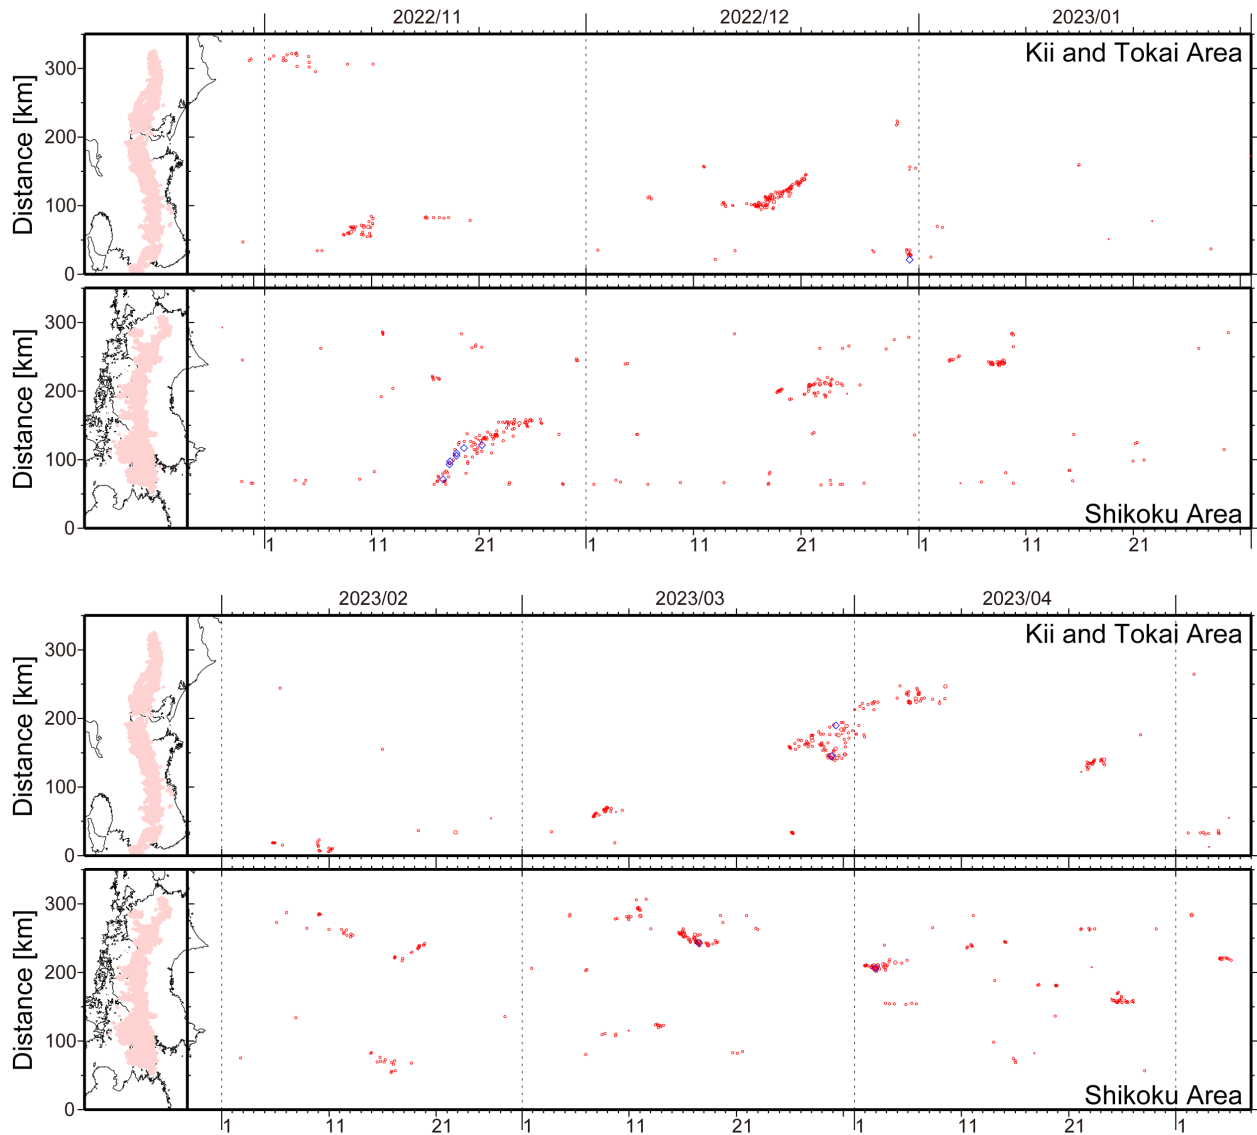 2022/11 2022/12 2023/01
Kii and Tokai Area
Distance [km]
300
200
100
0
Distance [km]
300
200
100
0
Shikoku Area
1 11 21 1 11 21 1 11 21
2023/02 2023/03 2023/04
Kii and Tokai Area
Distance [km]
300
200
100
0
Distance [km]
300
200
100
0
Shikoku Area
1 11 21 1 11 21 1 11 21 1